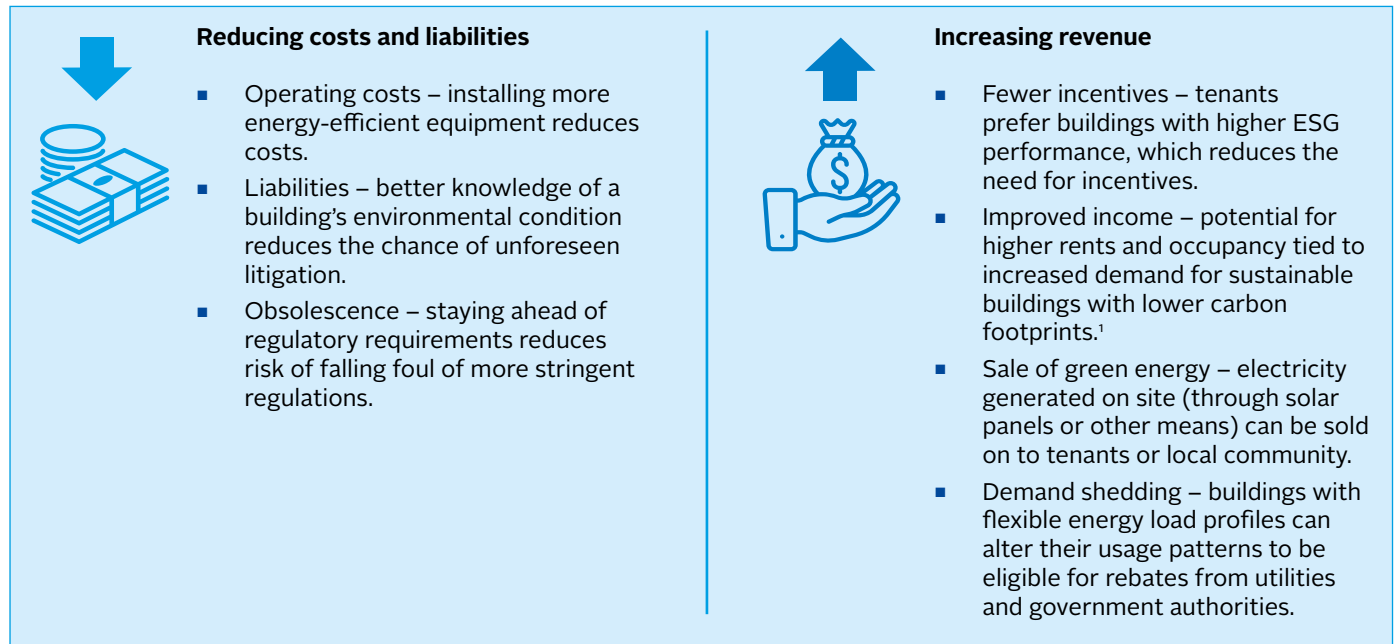 Reducing costs and liabilities
■ Operating costs – installing more
energy-efficient equipment reduces
costs.
■ Liabilities – better knowledge of a
building’s environmental condition
reduces the chance of unforeseen
litigation.
■ Obsolescence – staying ahead of
regulatory requirements reduces
risk of falling foul of more stringent
regulations.
Increasing revenue
■ Fewer incentives – tenants
prefer buildings with higher ESG
performance, which reduces the
need for incentives.
■ Improved income – potential for
higher rents and occupancy tied to
increased demand for sustainable
buildings with lower carbon
footprints.¹
■ Sale of green energy – electricity
generated on site (through solar
panels or other means) can be sold
on to tenants or local community.
■ Demand shedding – buildings with
flexible energy load profiles can
alter their usage patterns to be
eligible for rebates from utilities
and government authorities.
$